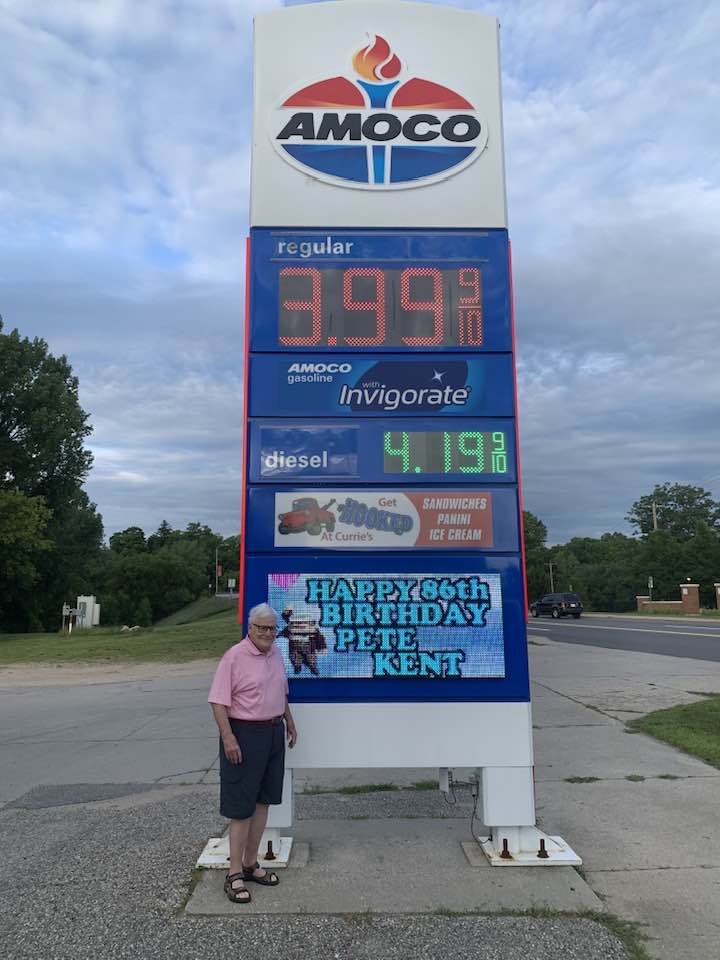 AMOCO
regular
3.99 9/10
AMOCO
gasoline
with
Invigorate
diesel
4.19 9/10
Get
HOOKED
At Currie's
SANDWICHES
PANINI
ICE CREAM
HAPPY 86th
BIRTHDAY
PETE
KENT